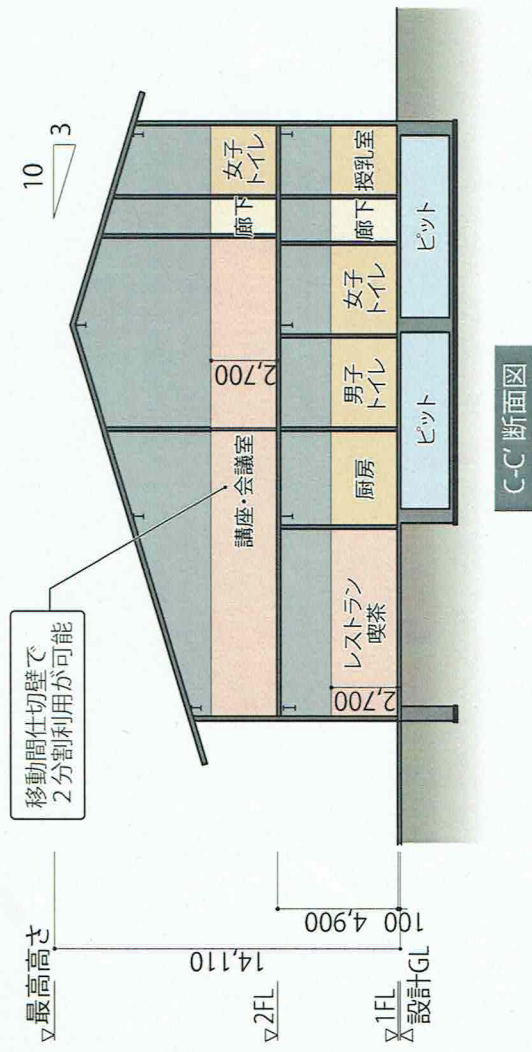 10
3
移動間仕切壁で
2分割利用が可能
▽最高高さ
14,110
▽2FL
4,900
100
▽1FL
△設計GL
講座・会議室
2,700
廊下
女子
トイレ
レストラン
喫茶
2,700
厨房
男子
トイレ
女子
トイレ
廊下
授乳室
ピット
ピット
C-C' 断面図